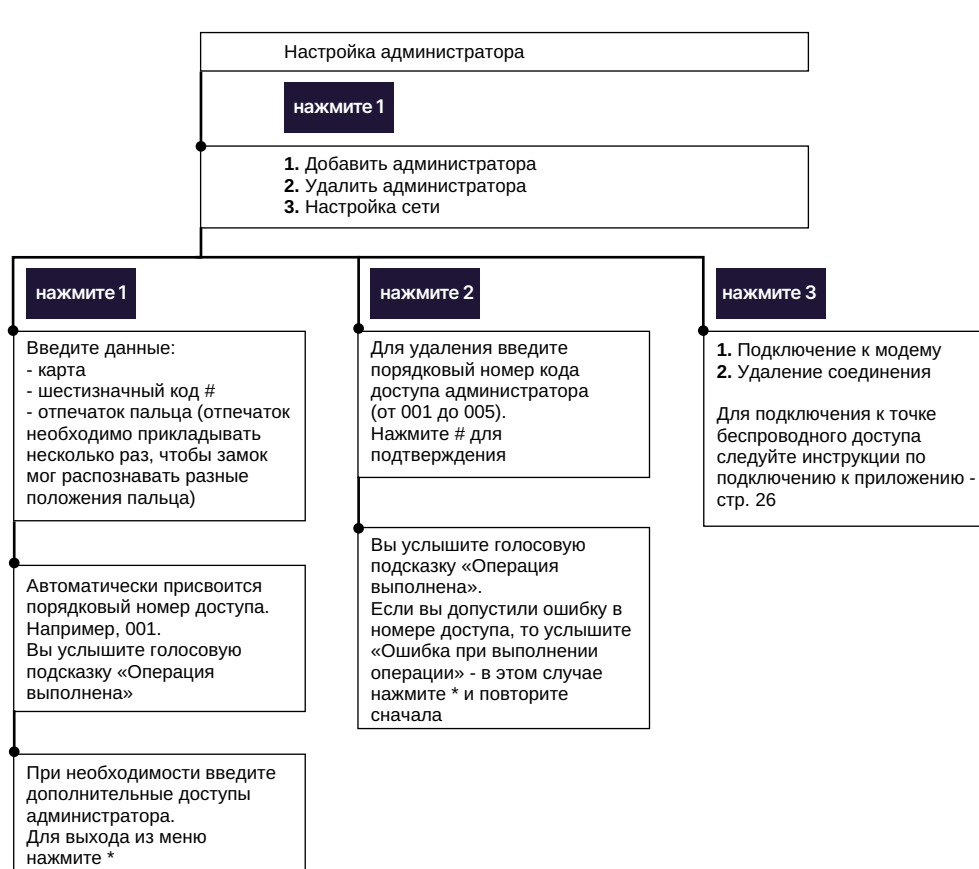 Настройка администратора
нажмите 1
1. Добавить администратора
2. Удалить администратора
3. Настройка сети
нажмите 1
Введите данные:
- карта
- шестизначный код #
- отпечаток пальца (отпечаток
необходимо прикладывать
несколько раз, чтобы замок
мог распознавать разные
положения пальца)
Автоматически присвоится
порядковый номер доступа.
Например, 001.
Вы услышите голосовую
подсказку «Операция
выполнена»
При необходимости введите
дополнительные доступы
администратора.
Для выхода из меню
нажмите *
нажмите 2
Для удаления введите
порядковый номер кода
доступа администратора
(от 001 до 005).
Нажмите # для
подтверждения
Вы услышите голосовую
подсказку «Операция
выполнена».
Если вы допустили ошибку в
номере доступа, то услышите
«Ошибка при выполнении
операции» - в этом случае
нажмите * и повторите
сначала
нажмите 3
1. Подключение к модему
2. Удаление соединения
Для подключения к точке
беспроводного доступа
следуйте инструкции по
подключению к приложению -
стр. 26